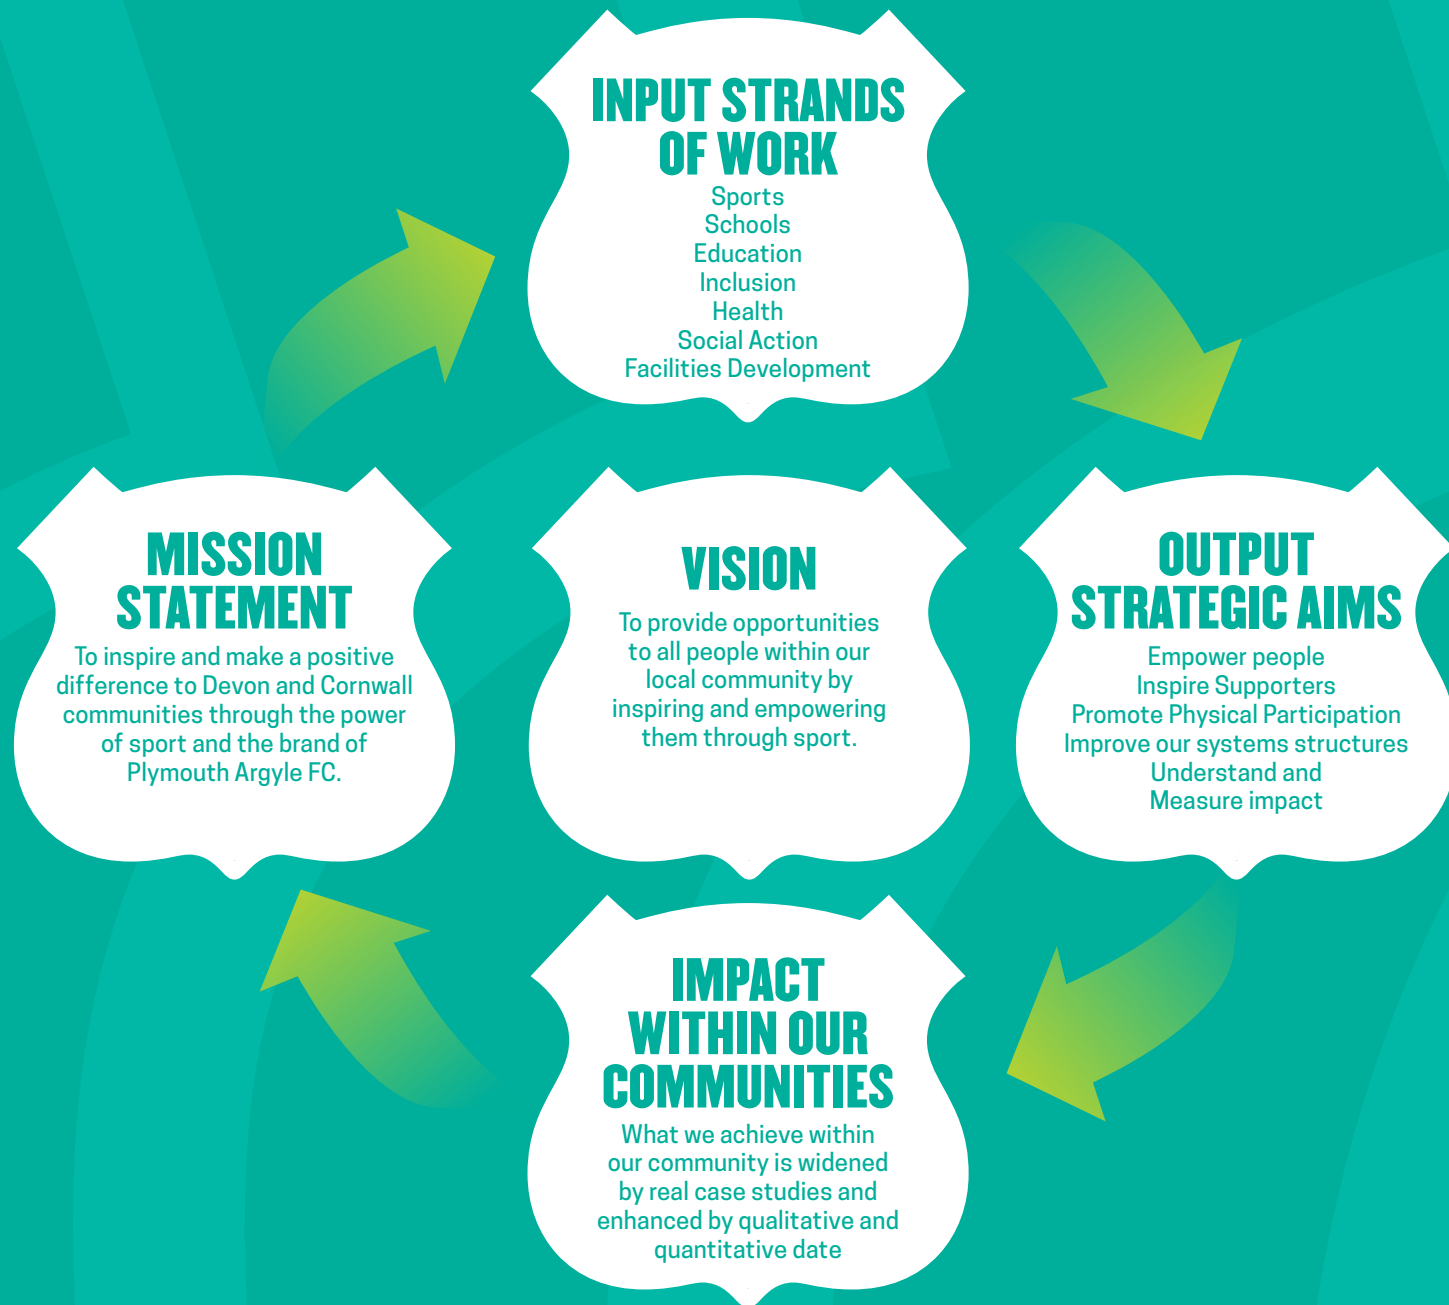 INPUT STRANDS
OF WORK
Sports
Schools
Education
Inclusion
Health
Social Action
Facilities Development
MISSION
STATEMENT
To inspire and make a positive
difference to Devon and Cornwall
communities through the power
of sport and the brand of
Plymouth Argyle FC.
VISION
To provide opportunities
to all people within our
local community by
inspiring and empowering
them through sport.
OUTPUT
STRATEGIC AIMS
Empower people
Inspire Supporters
Promote Physical Participation
Improve our systems structures
Understand and
Measure impact
IMPACT
WITHIN OUR
COMMUNITIES
What we achieve within
our community is widened
by real case studies and
enhanced by qualitative and
quantitative date